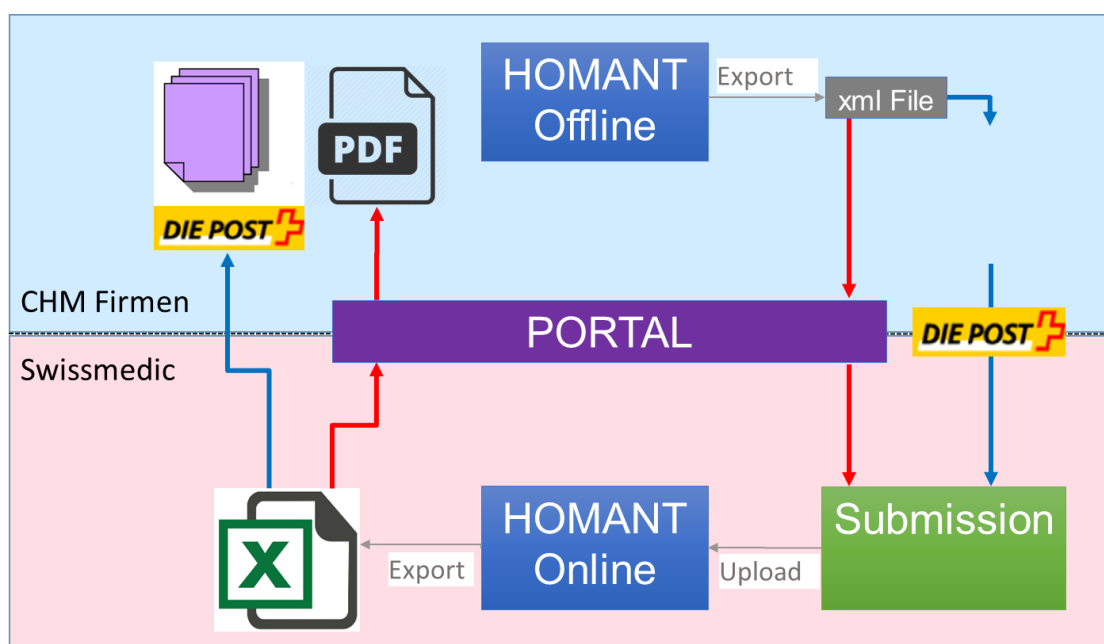 HOMANT
Offline
Export
xml File
PDF
DIE POST
CHM Firmen
PORTAL
DIE POST
Swissmedic
X
HOMANT
Online
Export
Upload
Submission